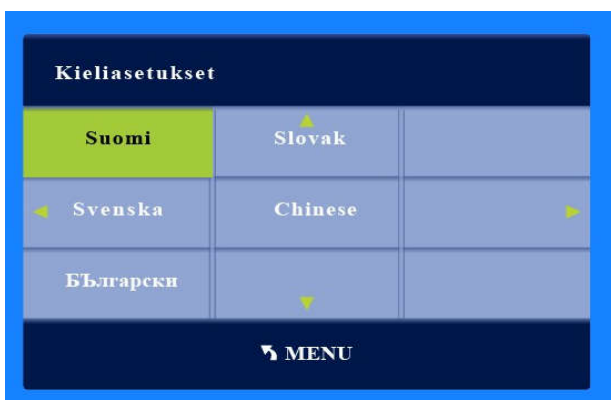 Kieliasetukset
Suomi
Slovak
Svenska
Chinese
БЪлгарски
MENU